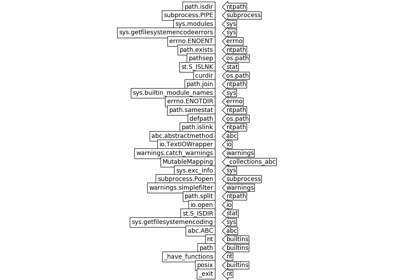 path.isdir ntpath
subprocess.PIPE subprocess
sys.modules sys
sys.getfilesystemencodeerrors sys
errno.ENOENT errno
path.exists ntpath
pathsep os.path
st.S_ISLNK stat
curdir os.path
path.join ntpath
sys.builtin_module_names sys
errno.ENOTDIR errno
path.samestat ntpath
defpath os.path
path.islink ntpath
abc.abstractmethod abc
io.TextIOWrapper io
warnings.catch_warnings warnings
MutableMapping _collections_abc
sys.exc_info sys
subprocess.Popen subprocess
warnings.simplefilter warnings
path.split ntpath
io.open io
st.S_ISDIR stat
sys.getfilesystemencoding sys
abc.ABC abc
nt builtins
path builtins
_have_functions nt
posix builtins
_exit nt